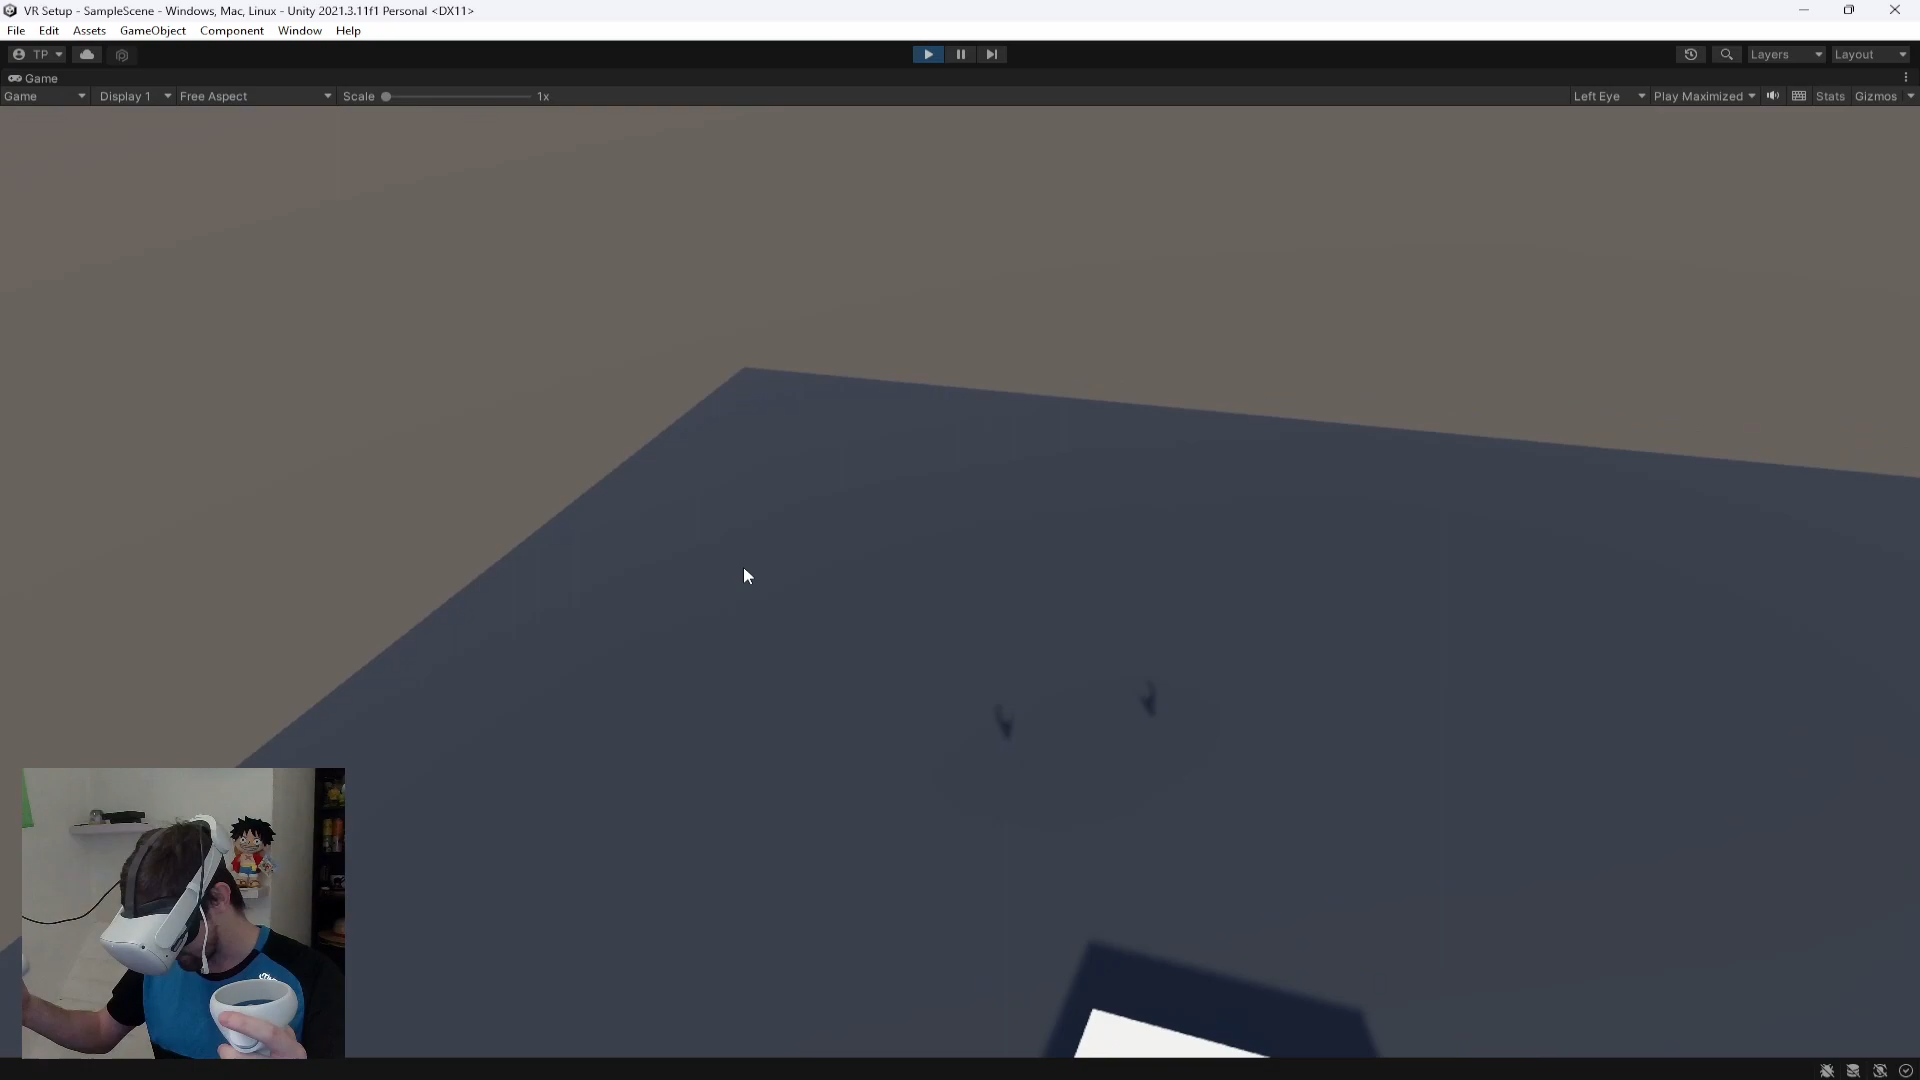 VR Setup - SampleScene - Windows, Mac, Linux - Unity 2021.3.11f1 Personal <DX11>
File Edit Assets GameObject Component Window Help
TP Layers Layout
Game
Game Display 1 Free Aspect Scale 1x Left Eye Play Maximized Stats Gizmos